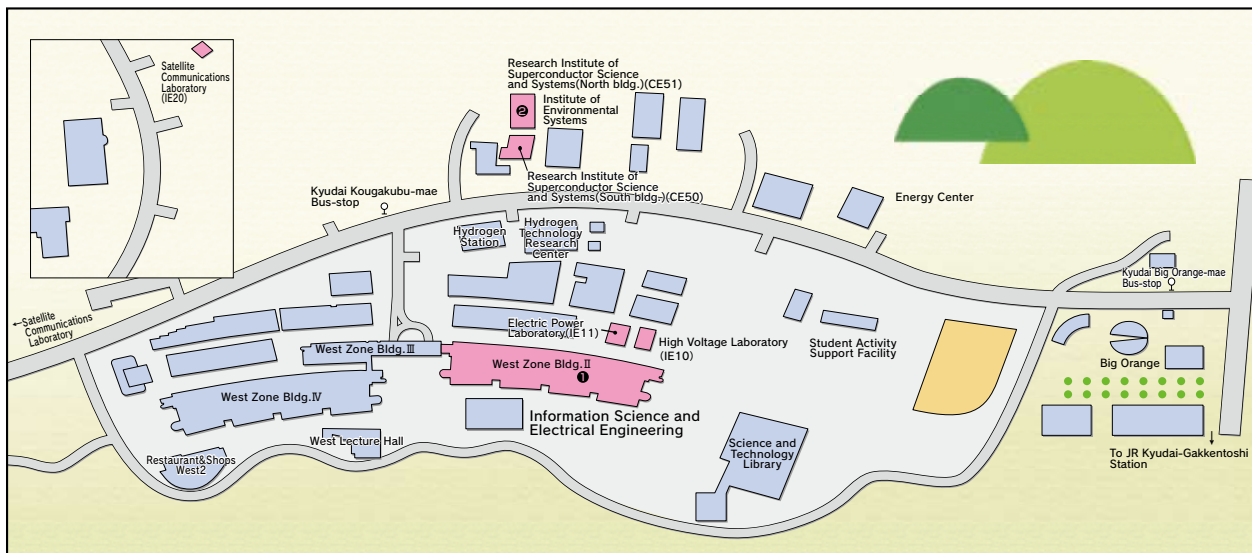 Satellite
Communications
Laboratory
(IE20)
Research Institute of
Superconductor Science
and Systems(North bldg.)(CE51)
❷
Institute of
Environmental
Systems
Research Institute of
Superconductor Science
and Systems(South bldg.)(CE50)
Kyudai Kougakubu-mae
Bus-stop
Energy Center
Hydrogen
Station
Hydrogen
Technology
Research
Center
Kyudai Big Orange-mae
Bus-stop
←Satellite
Communications
Laboratory
Electric Power
Laboratory(IE11)
High Voltage Laboratory
(IE10)
Student Activity
Support Facility
West Zone Bldg.Ⅲ
West Zone Bldg.Ⅱ
❶
Big Orange
West Zone Bldg.Ⅳ
Information Science and
Electrical Engineering
West Lecture Hall
Science and
Technology
Library
Restaurant&Shops
West2
To JR Kyudai-Gakkentoshi
Station